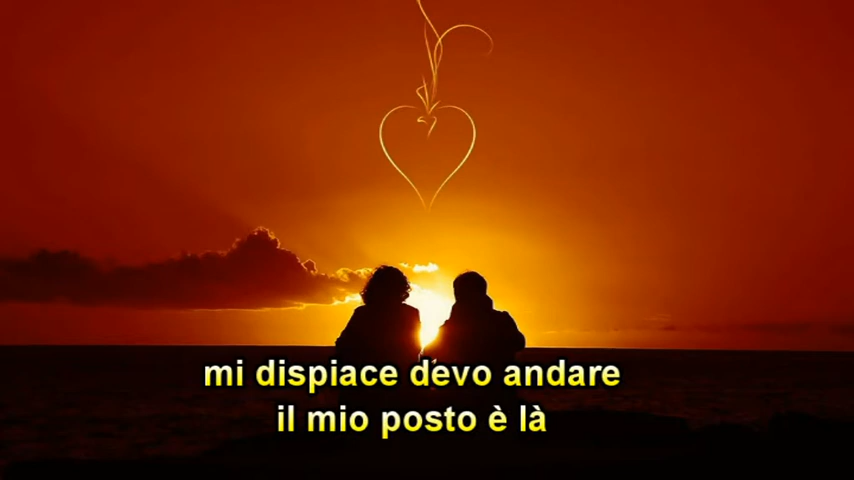 mi dispiace devo andare
il mio posto è là